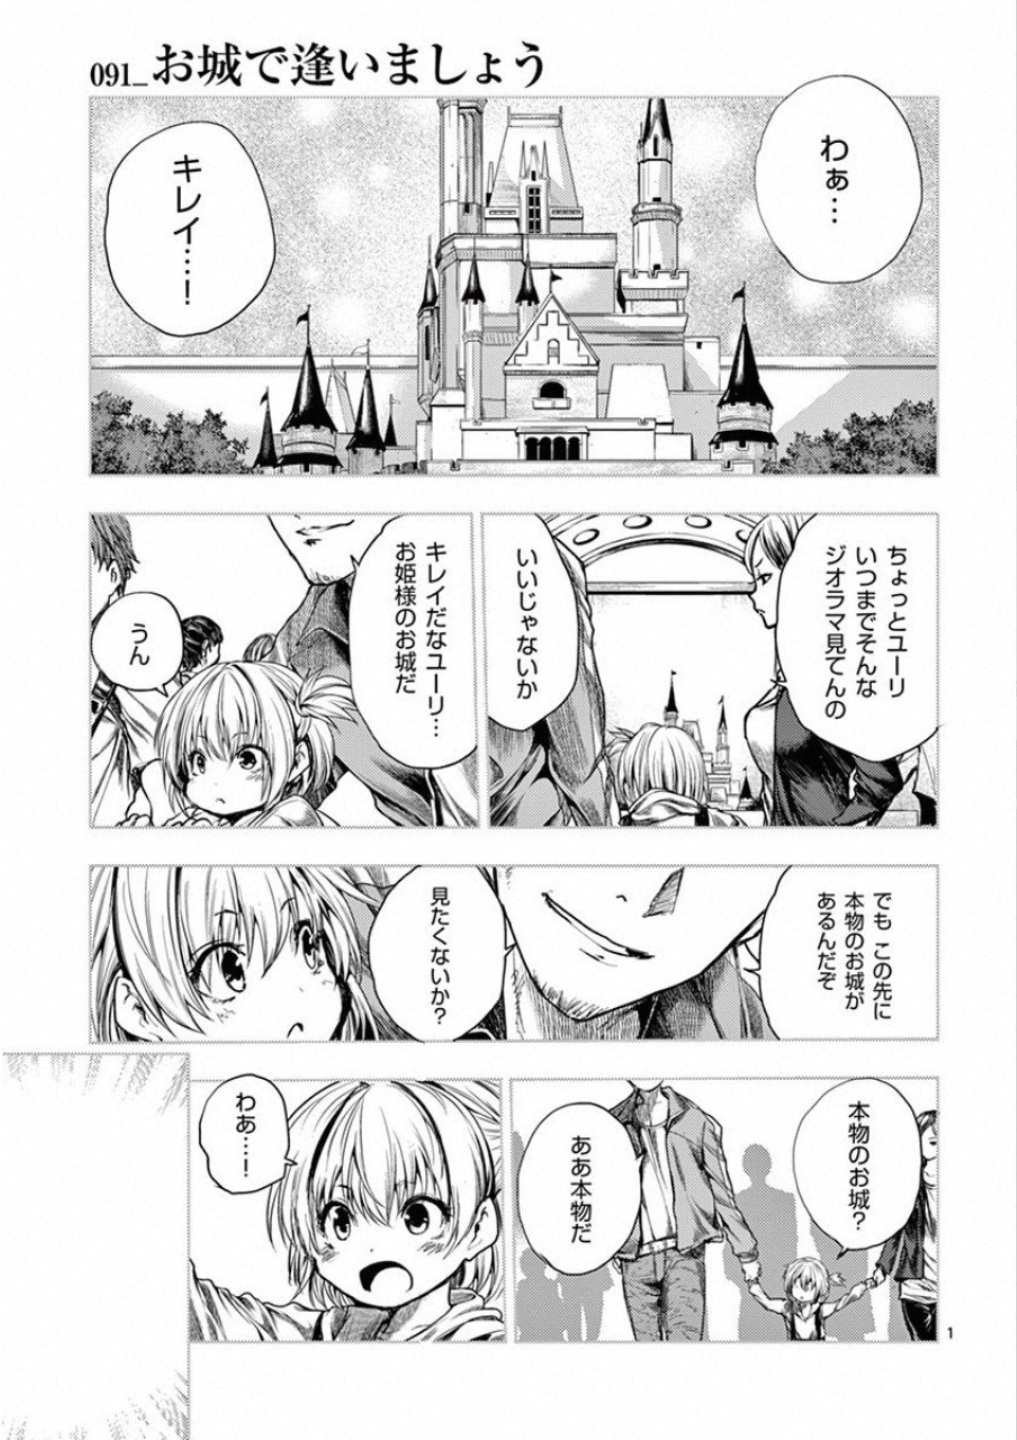 091_お城で逢いましょう
わぁ…
キレイ……!
ちょっとユーリ
いつまでそんな
ジオラマ見てんの
いいじゃないか
キレイだなユーリ…
お姫様のお城だ
うん
でも この先に
本物のお城が
あるんだぞ
見たくないか?
本物のお城?
ああ本物だ
わあ……!
1